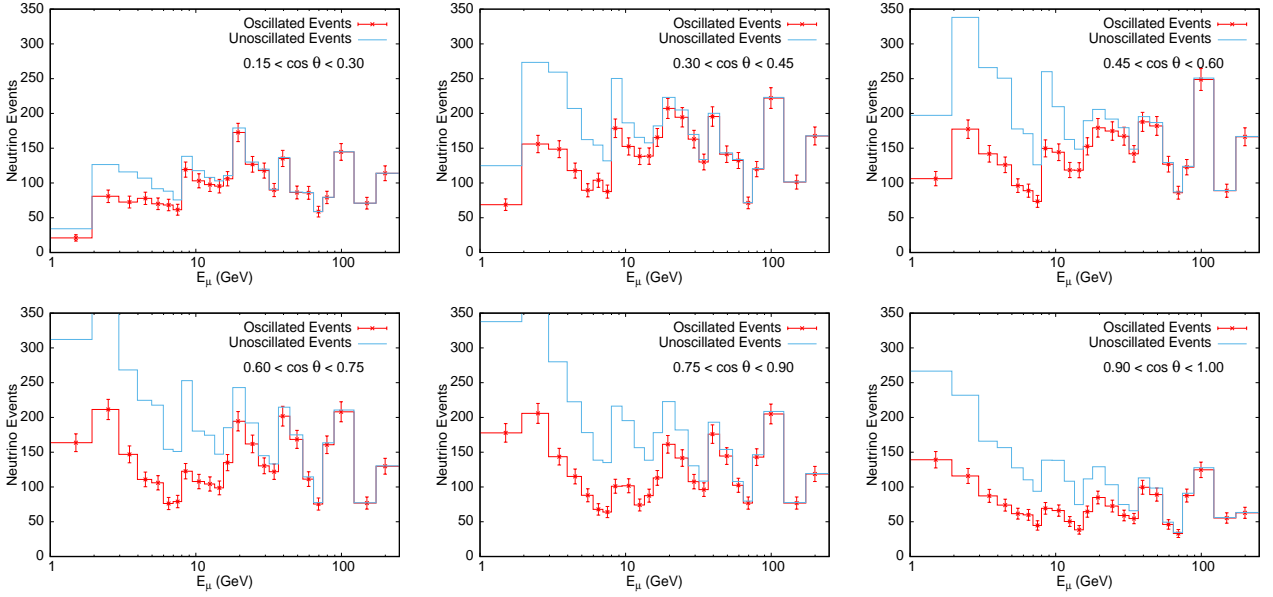 350
300
250
200
150
100
50
0
Neutrino Events
Oscillated Events
Unoscillated Events
0.15 < cos θ < 0.30
1 10 100
E_μ (GeV)
350
300
250
200
150
100
50
0
Neutrino Events
Oscillated Events
Unoscillated Events
0.30 < cos θ < 0.45
1 10 100
E_μ (GeV)
350
300
250
200
150
100
50
0
Neutrino Events
Oscillated Events
Unoscillated Events
0.45 < cos θ < 0.60
1 10 100
E_μ (GeV)
350
300
250
200
150
100
50
0
Neutrino Events
Oscillated Events
Unoscillated Events
0.60 < cos θ < 0.75
1 10 100
E_μ (GeV)
350
300
250
200
150
100
50
0
Neutrino Events
Oscillated Events
Unoscillated Events
0.75 < cos θ < 0.90
1 10 100
E_μ (GeV)
350
300
250
200
150
100
50
0
Neutrino Events
Oscillated Events
Unoscillated Events
0.90 < cos θ < 1.00
1 10 100
E_μ (GeV)